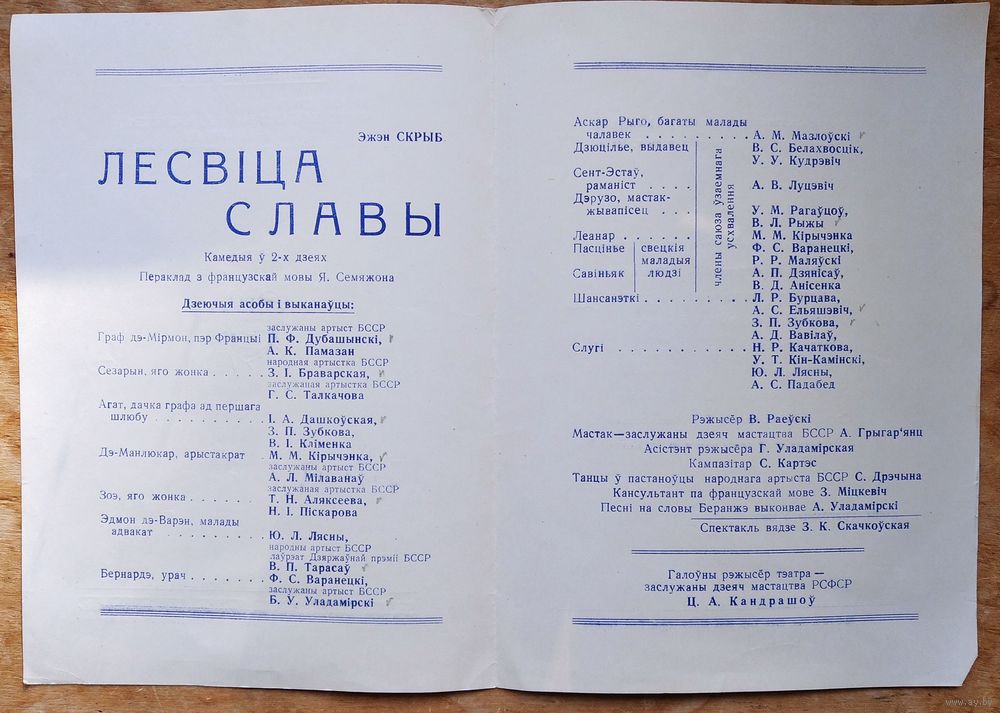 Эжэн СКРЫБ
ЛЕСВІЦА
СЛАВЫ
Камедыя ў 2-х дзеях
Пераклад з французскай мовы Я. Семяжона
Дзеючыя асобы і выканаўцы:
заслужаны артыст БССР
Граф дэ-Мірмон, пэр Францыі П. Ф. Дубашынскі,
А. К. Памазан
народная артыстка БССР
Сезарын, яго жонка . . . . . З. І. Браварская,
заслужаная артыстка БССР
Г. С. Талкачова
Агат, дачка графа ад першага
шлюбу . . . . . . . . . . І. А. Дашкоўская,
З. П. Зубкова,
В. І. Кліменка
Дэ-Манлюкар, арыстакрат . М. М. Кірычэнка,
заслужаны артыст БССР
А. Л. Мілаванаў
заслужаная артыстка БССР
Зоэ, яго жонка . . . . . . Т. Н. Аляксеева,
Н. І. Піскарова
Эдмон дэ-Варэн, малады
адвакат . . . . . . . . . Ю. Л. Лясны,
народны артыст БССР
лаўрэат Дзяржаўнай прэміі БССР
В. П. Тарасаў
Бернардэ, урач . . . . . . . Ф. С. Варанецкі,
заслужаны артыст БССР
Б. У. Уладамірскі
Аскар Рыго, багаты малады
чалавек . . . . . . . . . А. М. Мазлоўскі
Дзюцілье, выдавец В. С. Белахвосцік,
У. У. Кудрэвіч
Сент-Эстаў,
раманіст . . . . А. В. Луцэвіч
Дэрузо, мастак-
жывапісец . . . У. М. Рагаўцоў,
В. Л. Рыжы
Леанар . . . . . . М. М. Кірычэнка
Пасцінье свецкія Ф. С. Варанецкі,
маладыя Р. Р. Маляўскі
Савіньяк людзі А. П. Дзянісаў,
В. Д. Анісенка
члены саюза ўзаемнага
усхвалення
Шансанэткі . . . . . . . . . Л. Р. Бурцава,
А. С. Ельяшэвіч,
З. П. Зубкова,
А. Д. Вавілаў,
Слугі . . . . . . . . . . . Н. Р. Качаткова,
У. Т. Кін-Камінскі,
Ю. Л. Лясны,
А. С. Падабед
Рэжысёр В. Раеўскі
Мастак—заслужаны дзеяч мастацтва БССР А. Грыгар'янц
Асістэнт рэжысёра Г. Уладамірская
Кампазітар С. Картэс
Танцы ў пастаноўцы народнага артыста БССР С. Дрэчына
Кансультант па французскай мове З. Міцкевіч
Песні на словы Беранжэ выконвае А. Уладамірскі
Спектакль вядзе З. К. Скачкоўская
Галоўны рэжысёр тэатра —
заслужаны дзеяч мастацтва РСФСР
Ц. А. Кандрашоў
www.ay.by